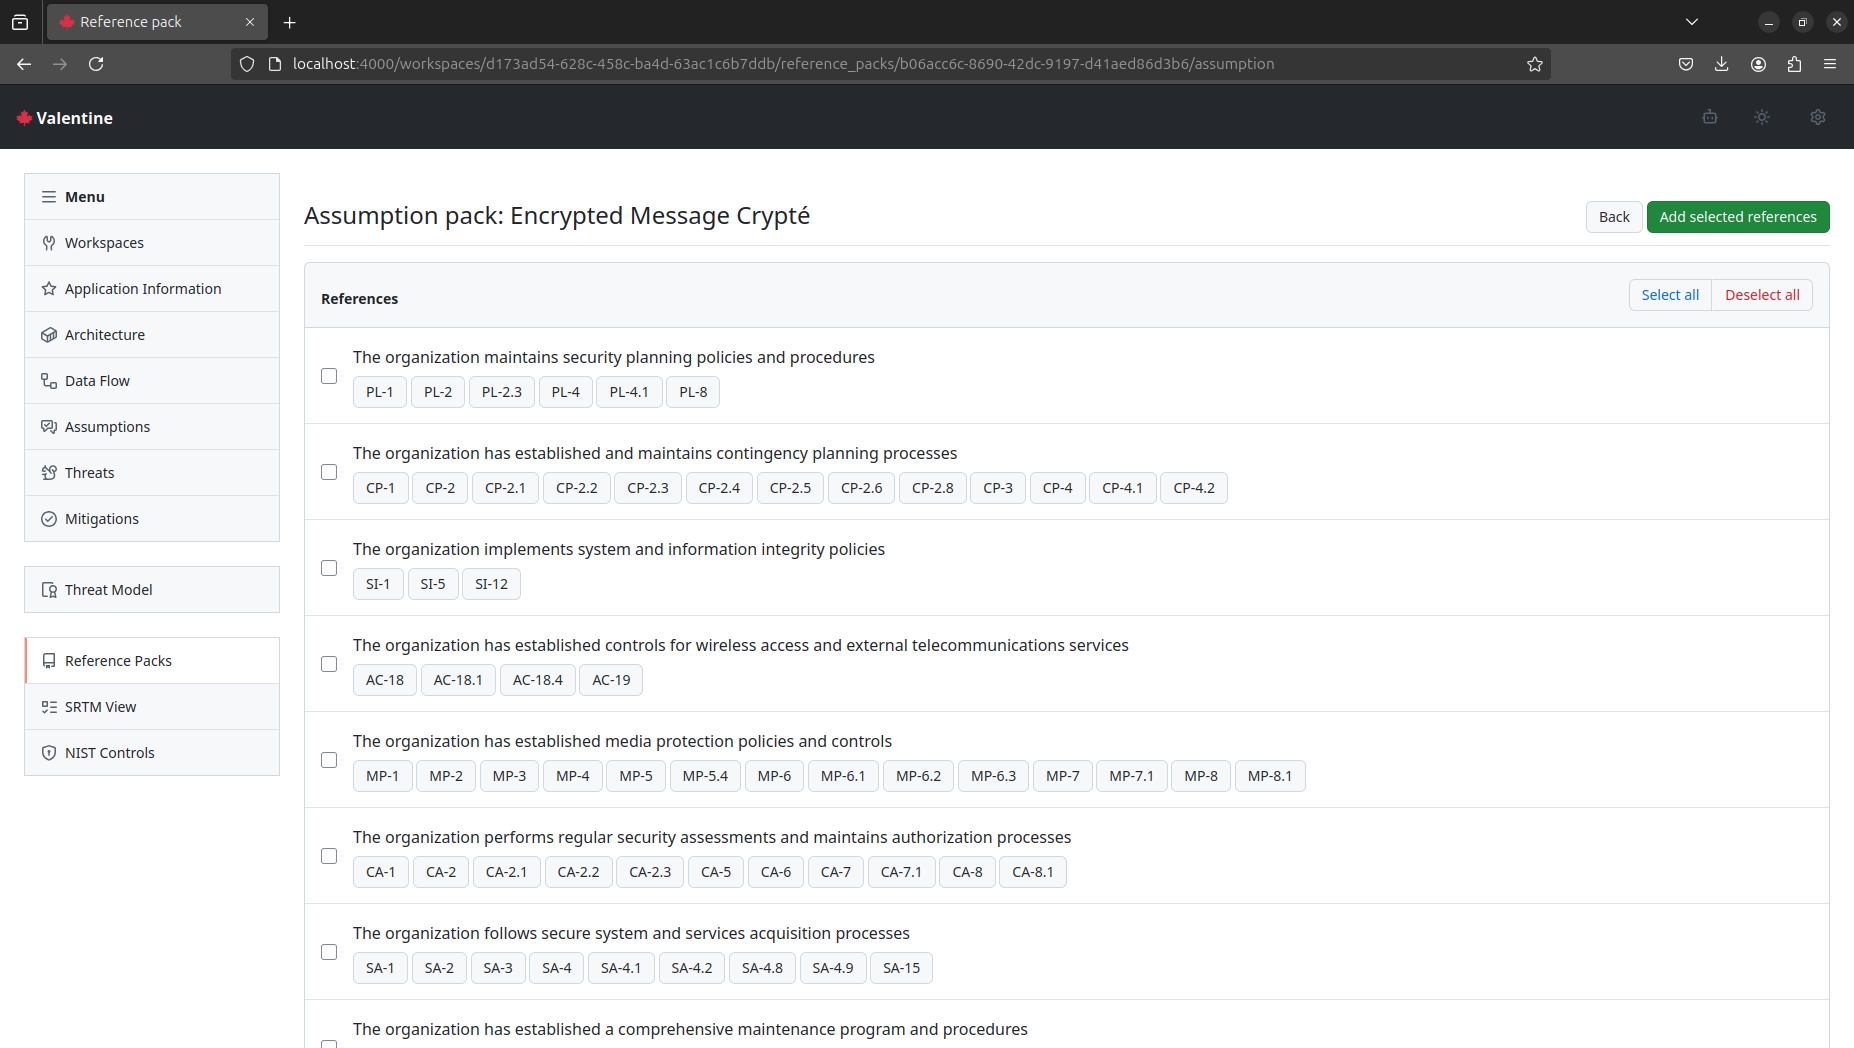 Reference pack
localhost:4000/workspaces/d173ad54-628c-458c-ba4d-63ac1c6b7ddb/reference_packs/b06acc6c-8690-42dc-9197-d41aed86d3b6/assumption
Valentine
Menu
Workspaces
Application Information
Architecture
Data Flow
Assumptions
Threats
Mitigations
Threat Model
Reference Packs
SRTM View
NIST Controls
Assumption pack: Encrypted Message Crypté
Back
Add selected references
References
Select all
Deselect all
The organization maintains security planning policies and procedures
PL-1 PL-2 PL-2.3 PL-4 PL-4.1 PL-8
The organization has established and maintains contingency planning processes
CP-1 CP-2 CP-2.1 CP-2.2 CP-2.3 CP-2.4 CP-2.5 CP-2.6 CP-2.8 CP-3 CP-4 CP-4.1 CP-4.2
The organization implements system and information integrity policies
SI-1 SI-5 SI-12
The organization has established controls for wireless access and external telecommunications services
AC-18 AC-18.1 AC-18.4 AC-19
The organization has established media protection policies and controls
MP-1 MP-2 MP-3 MP-4 MP-5 MP-5.4 MP-6 MP-6.1 MP-6.2 MP-6.3 MP-7 MP-7.1 MP-8 MP-8.1
The organization performs regular security assessments and maintains authorization processes
CA-1 CA-2 CA-2.1 CA-2.2 CA-2.3 CA-5 CA-6 CA-7 CA-7.1 CA-8 CA-8.1
The organization follows secure system and services acquisition processes
SA-1 SA-2 SA-3 SA-4 SA-4.1 SA-4.2 SA-4.8 SA-4.9 SA-15
The organization has established a comprehensive maintenance program and procedures